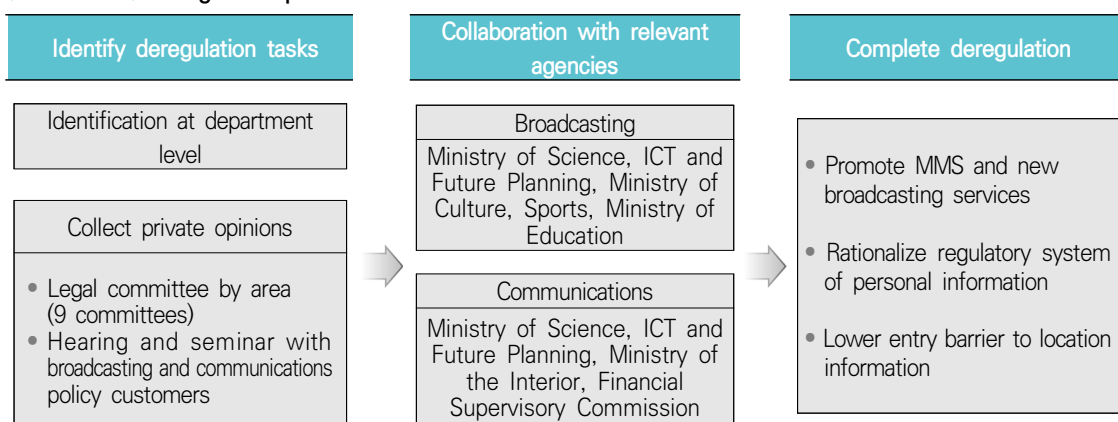 Identify deregulation tasks
Identification at department
level
Collect private opinions
• Legal committee by area
(9 committees)
• Hearing and seminar with
broadcasting and communications
policy customers
Collaboration with relevant
agencies
Broadcasting
Ministry of Science, ICT and
Future Planning, Ministry of
Culture, Sports, Ministry of
Education
Communications
Ministry of Science, ICT and
Future Planning, Ministry of
the Interior, Financial
Supervisory Commission
Complete deregulation
• Promote MMS and new
broadcasting services
• Rationalize regulatory system
of personal information
• Lower entry barrier to location
information